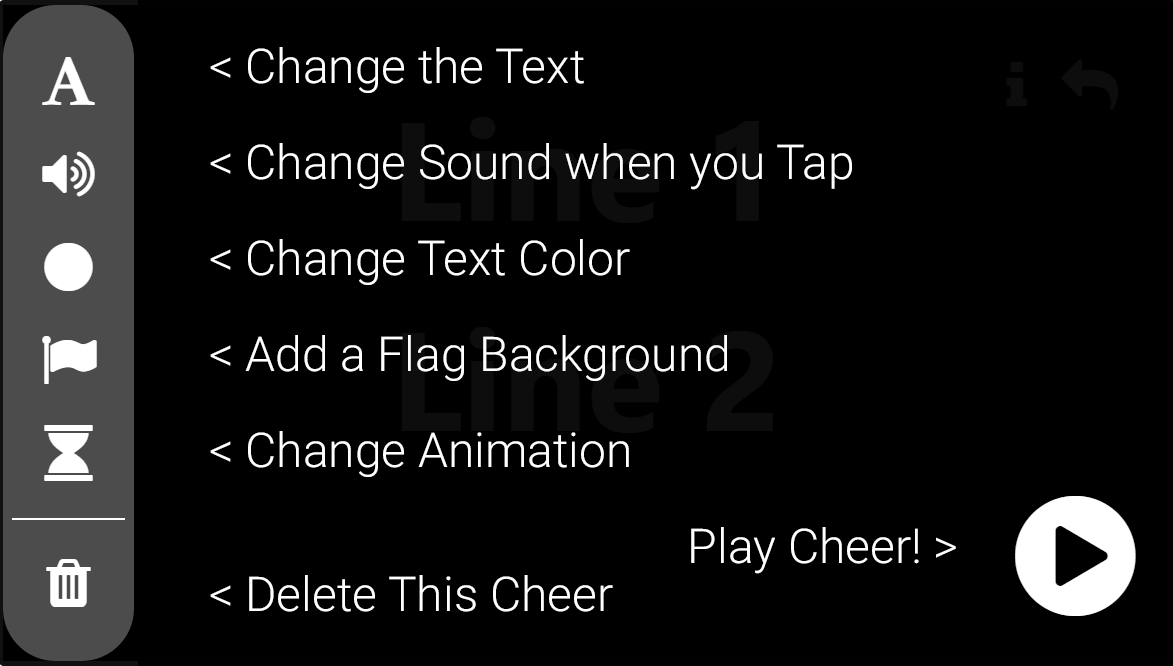 A
< Change the Text
i
< Change Sound when you Tap
Line 1
< Change Text Color
< Add a Flag Background
Line 2
< Change Animation
Play Cheer! >
< Delete This Cheer